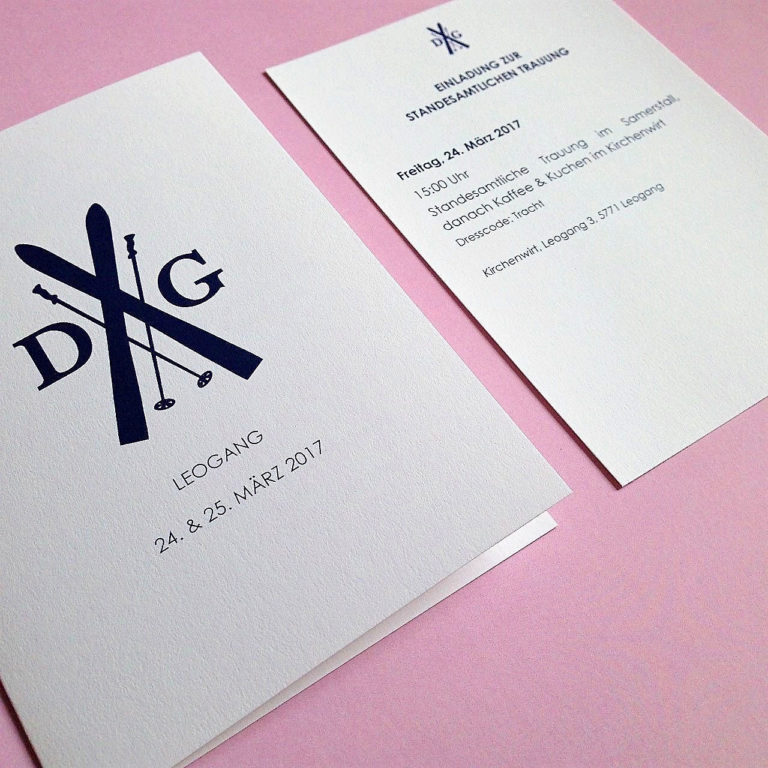 D G
LEOGANG
24. & 25. MÄRZ 2017
D G
EINLADUNG ZUR
STANDESAMTLICHEN TRAUUNG
Freitag, 24. März 2017
15:00 Uhr
Standesamtliche Trauung im Samerstall,
danach Kaffee & Kuchen im Kirchenwirt
Dresscode: Tracht
Kirchenwirt, Leogang 3, 5771 Leogang